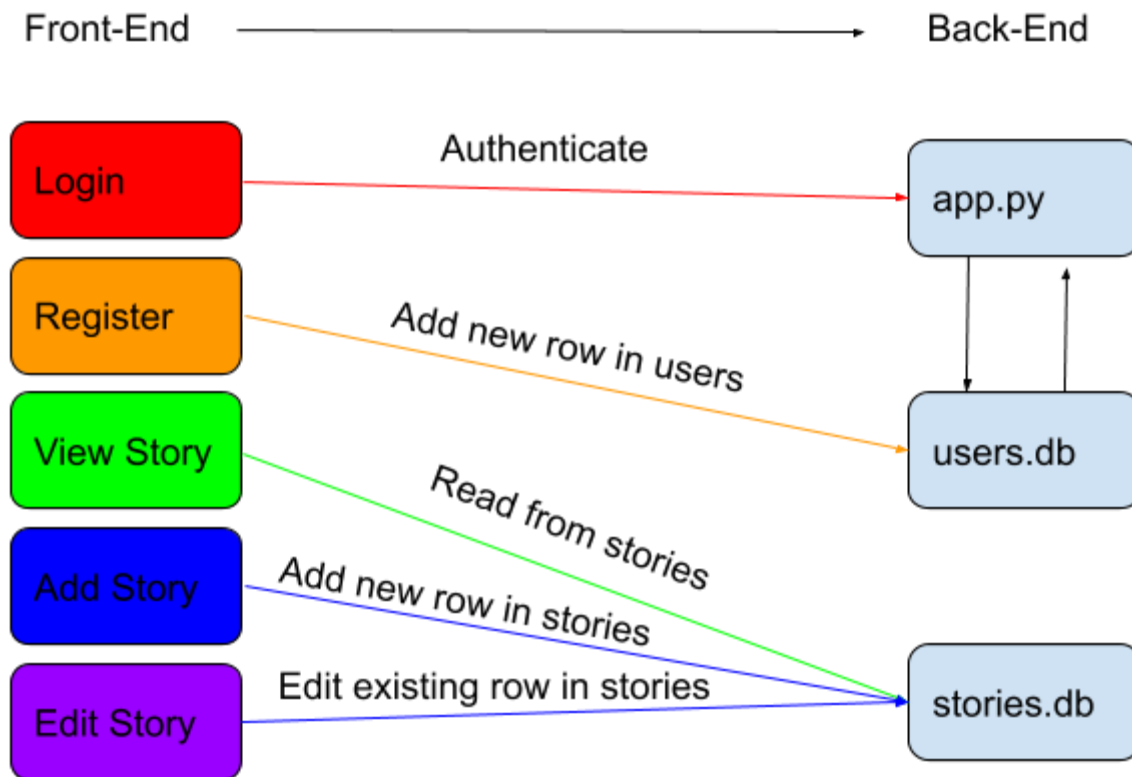 Front-End
Back-End
Login
Authenticate
app.py
Register
Add new row in users
View Story
users.db
Read from stories
Add Story
Add new row in stories
Edit Story
Edit existing row in stories
stories.db